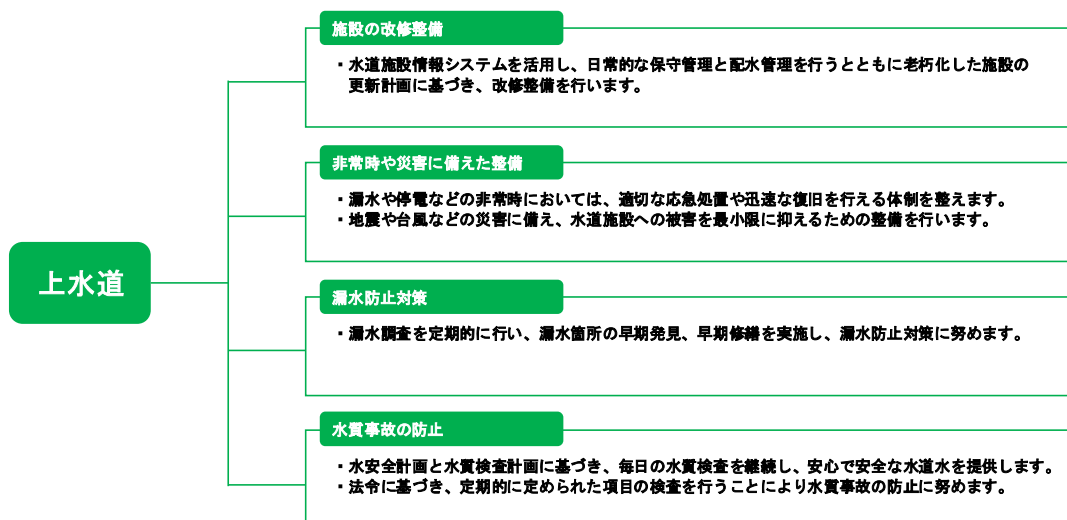 施設の改修整備
・水道施設情報システムを活用し、日常的な保守管理と配水管理を行うとともに老朽化した施設の
更新計画に基づき、改修整備を行います。
非常時や災害に備えた整備
・漏水や停電などの非常時においては、適切な応急処置や迅速な復旧を行える体制を整えます。
・地震や台風などの災害に備え、水道施設への被害を最小限に抑えるための整備を行います。
上水道
漏水防止対策
・漏水調査を定期的に行い、漏水箇所の早期発見、早期修繕を実施し、漏水防止対策に努めます。
水質事故の防止
・水安全計画と水質検査計画に基づき、毎日の水質検査を継続し、安心で安全な水道水を提供します。
・法令に基づき、定期的に定められた項目の検査を行うことにより水質事故の防止に努めます。